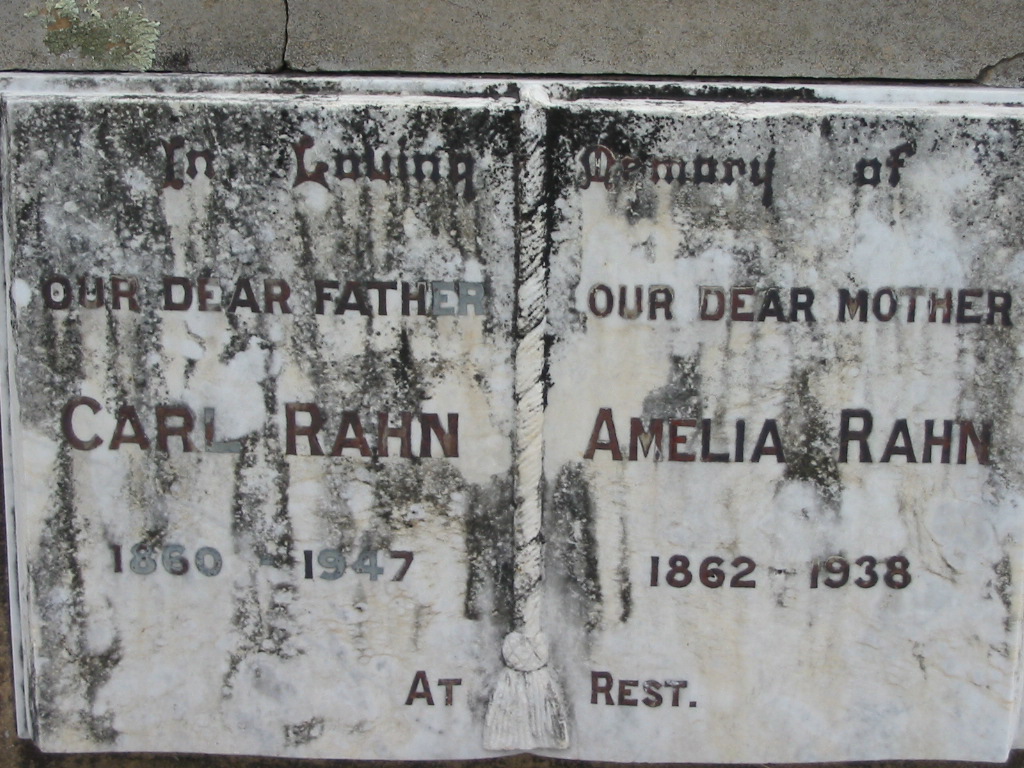 In Loving Memory of
OUR DEAR FATHER
CARL RAHN
1860 - 1947
OUR DEAR MOTHER
AMELIA RAHN
1862 - 1938
AT REST.